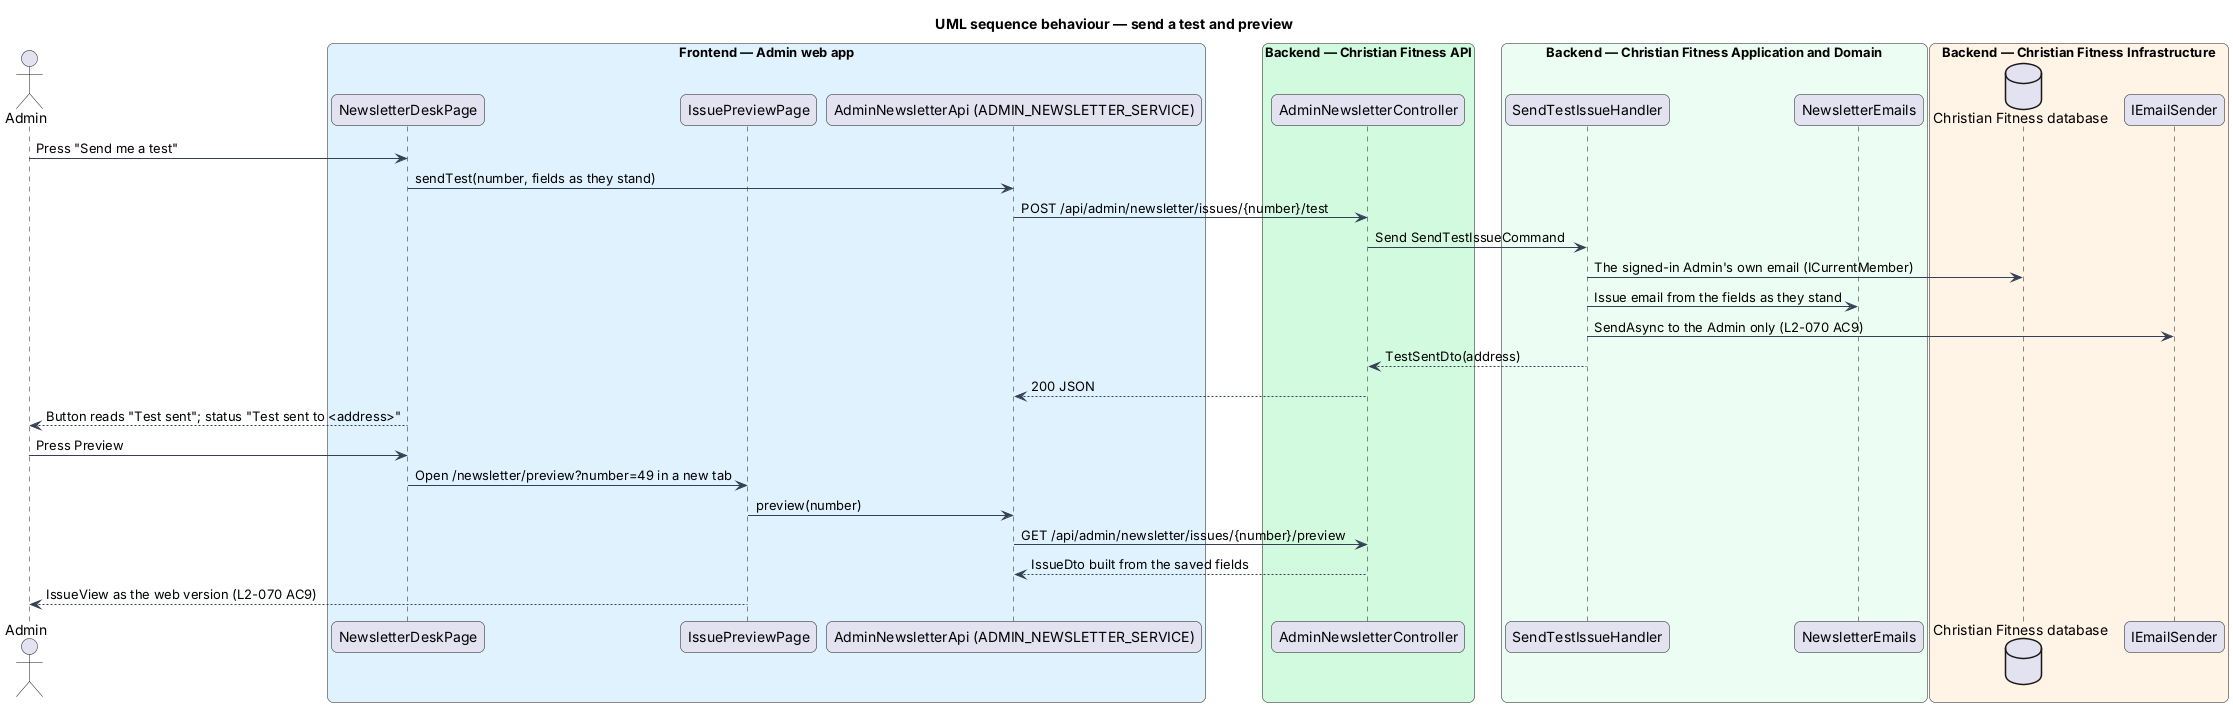 UML sequence behaviour — send a test and preview
Frontend — Admin web app
Backend — Christian Fitness API
Backend — Christian Fitness Application and Domain
Backend — Christian Fitness Infrastructure
Admin
NewsletterDeskPage
IssuePreviewPage
AdminNewsletterApi (ADMIN_NEWSLETTER_SERVICE)
AdminNewsletterController
SendTestIssueHandler
NewsletterEmails
Christian Fitness database
IEmailSender
Press "Send me a test"
sendTest(number, fields as they stand)
POST /api/admin/newsletter/issues/{number}/test
Send SendTestIssueCommand
The signed-in Admin's own email (ICurrentMember)
Issue email from the fields as they stand
SendAsync to the Admin only (L2-070 AC9)
TestSentDto(address)
200 JSON
Button reads "Test sent"; status "Test sent to <address>"
Press Preview
Open /newsletter/preview?number=49 in a new tab
preview(number)
GET /api/admin/newsletter/issues/{number}/preview
IssueDto built from the saved fields
IssueView as the web version (L2-070 AC9)
Admin
NewsletterDeskPage
IssuePreviewPage
AdminNewsletterApi (ADMIN_NEWSLETTER_SERVICE)
AdminNewsletterController
SendTestIssueHandler
NewsletterEmails
Christian Fitness database
IEmailSender